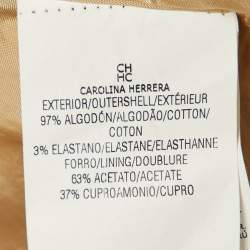 CH
HC
CAROLINA HERRERA
EXTERIOR/OUTERSHELL/EXTÉRIEUR
97% ALGODÓN/ALGODÃO/COTTON/
COTON
3% ELASTANO/ELASTANE/ELASTHANNE
FORRO/LINING/DOUBLURE
63% ACETATO/ACETATE
37% CUPROAMONIO/CUPRO